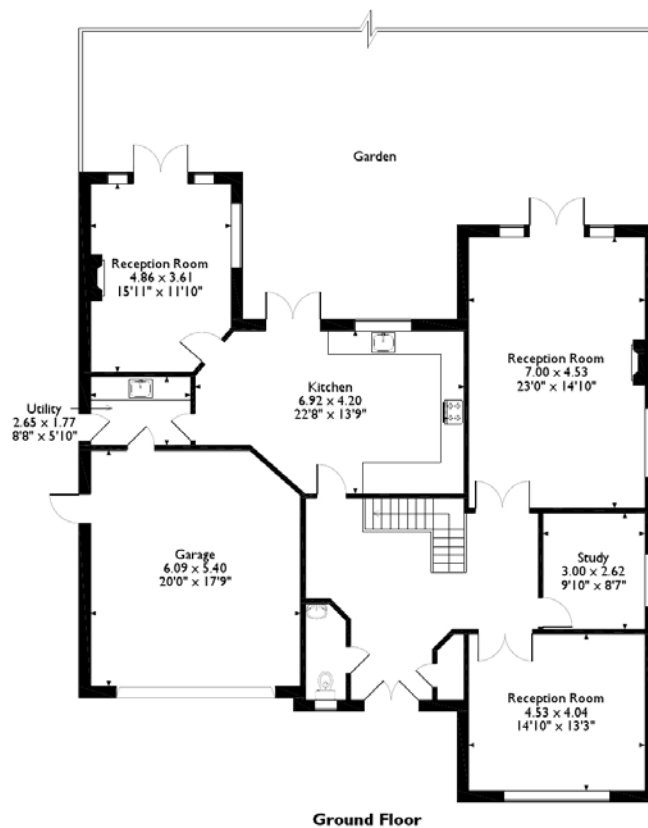 Garden
Reception Room
4.86 x 3.61
15'11" x 11'10"
Reception Room
7.00 x 4.53
23'0" x 14'10"
Kitchen
6.92 x 4.20
22'8" x 13'9"
Utility
2.65 x 1.77
8'8" x 5'10"
Garage
6.09 x 5.40
20'0" x 17'9"
Study
3.00 x 2.62
9'10" x 8'7"
Reception Room
4.53 x 4.04
14'10" x 13'3"
Ground Floor